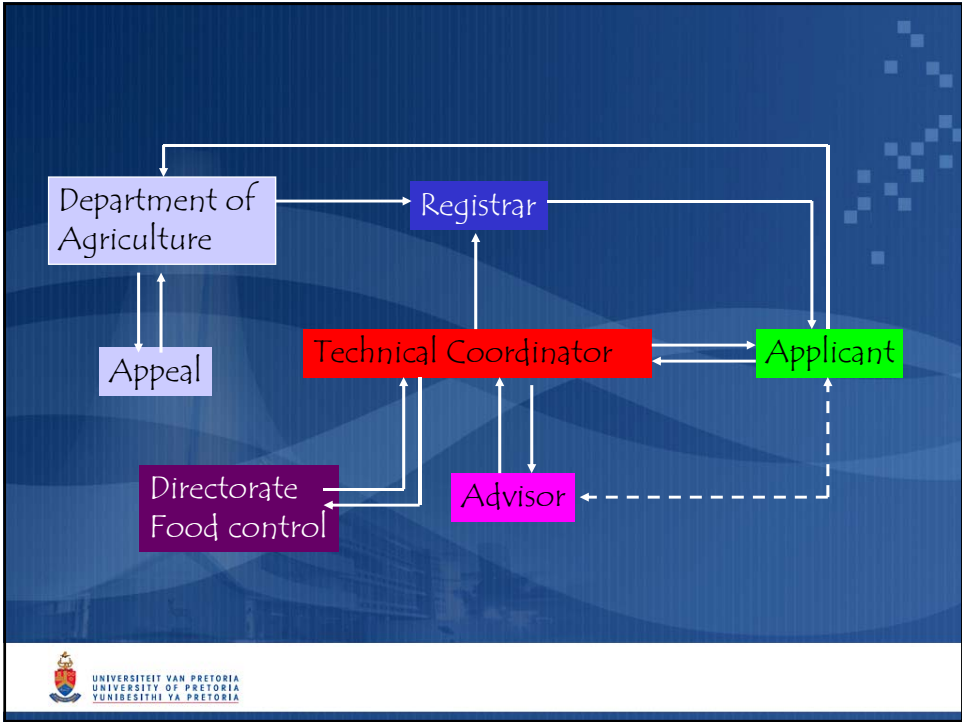 Department of
Agriculture
Registrar
Appeal
Technical Coordinator
Applicant
Directorate
Food control
Advisor
UNIVERSITEIT VAN PRETORIA
UNIVERSITY OF PRETORIA
YUNIBESITHI YA PRETORIA